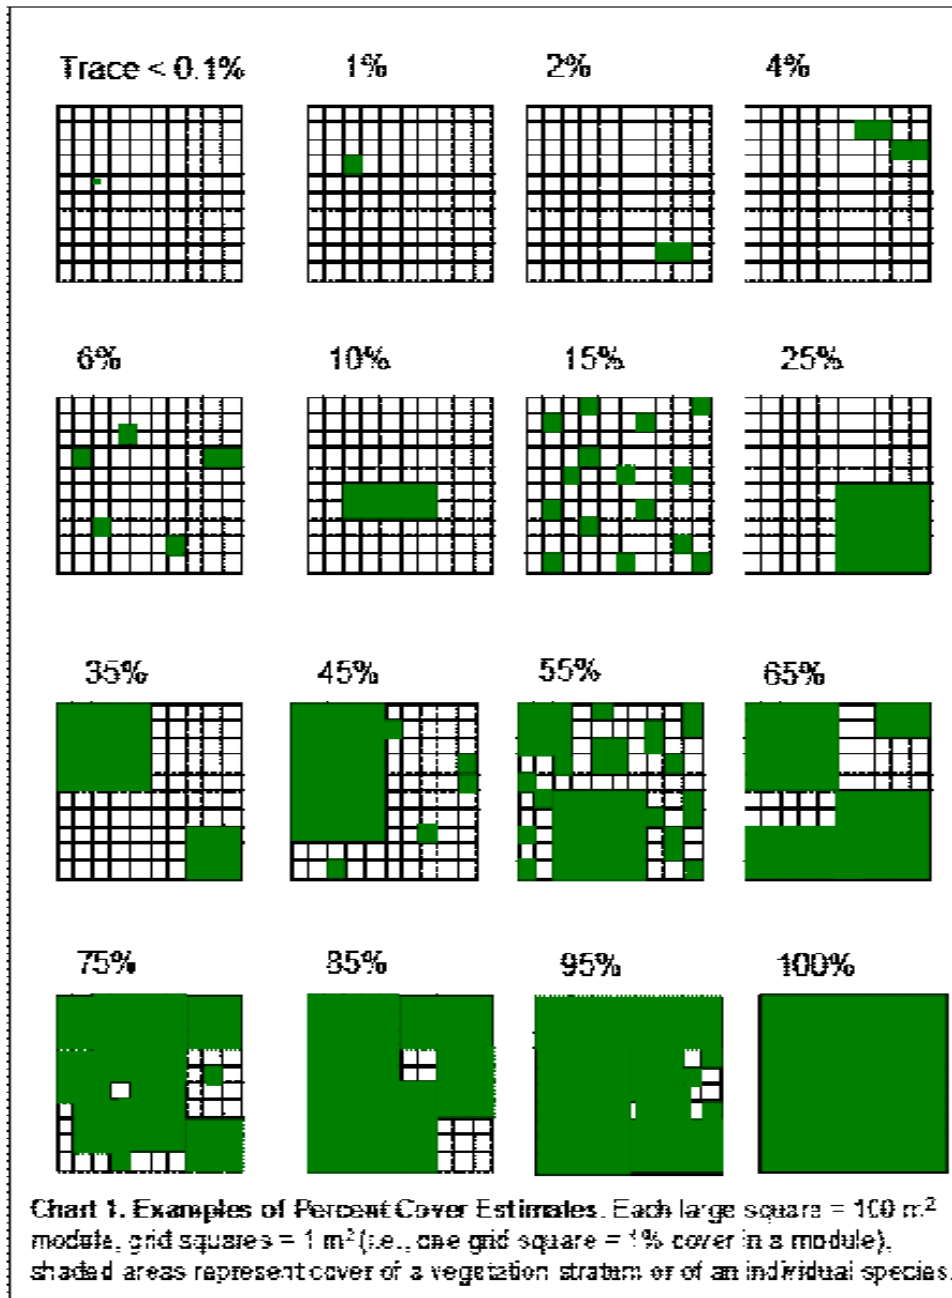 Trace < 0.1% 1% 2% 4%
6% 10% 15% 25%
35% 45% 55% 65%
75% 85% 95% 100%
Chart 1. Examples of Percent Cover Estimates. Each large square = 100 m²
module, grid squares = 1 m² (i.e., one grid square = 1% cover in a module),
shaded areas represent cover of a vegetation stratum or of an individual species.